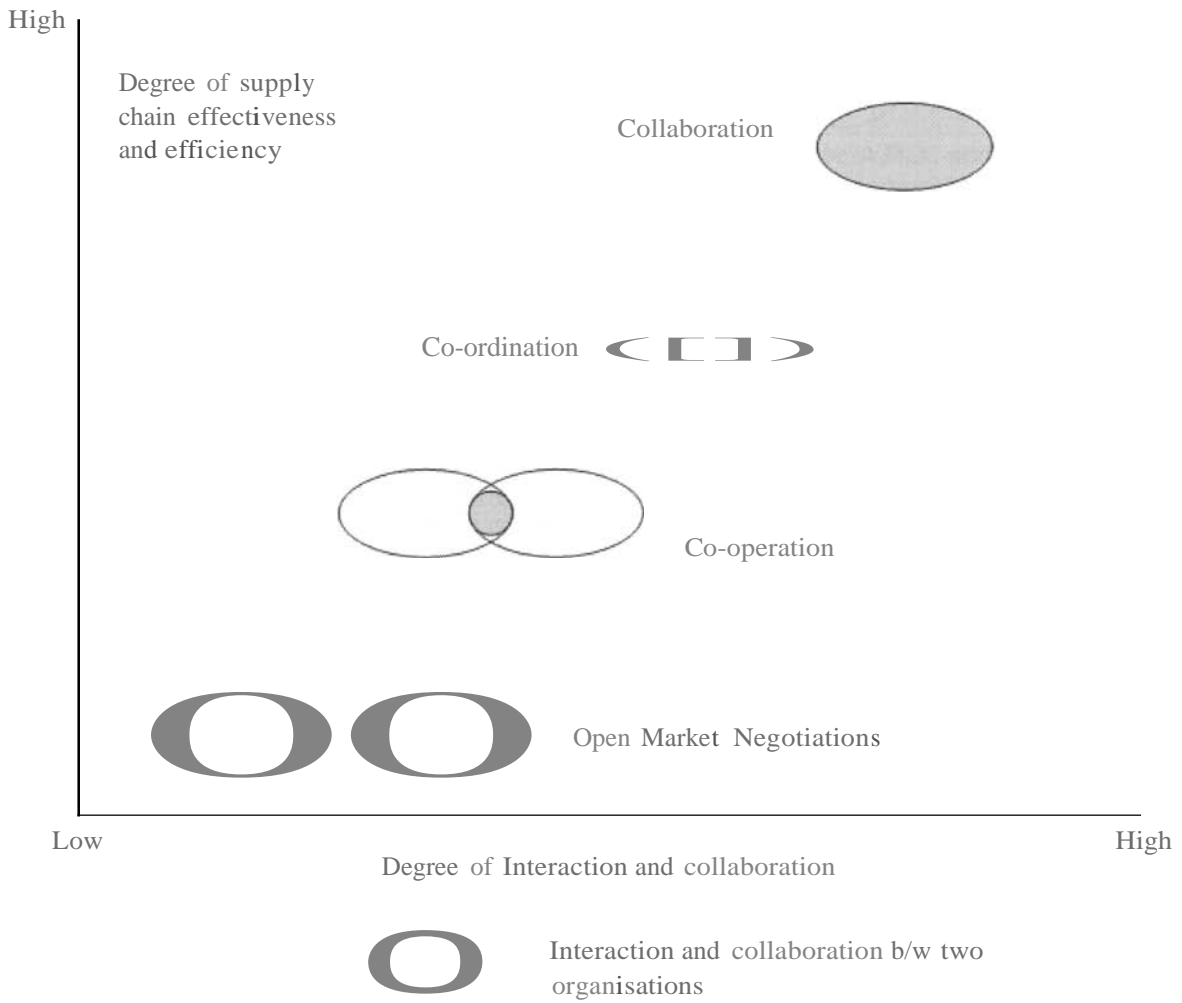 High
Degree of supply
chain effectiveness
and efficiency
Collaboration
Co-ordination
Co-operation
Open Market Negotiations
Low
High
Degree of Interaction and collaboration
Interaction and collaboration b/w two
organisations